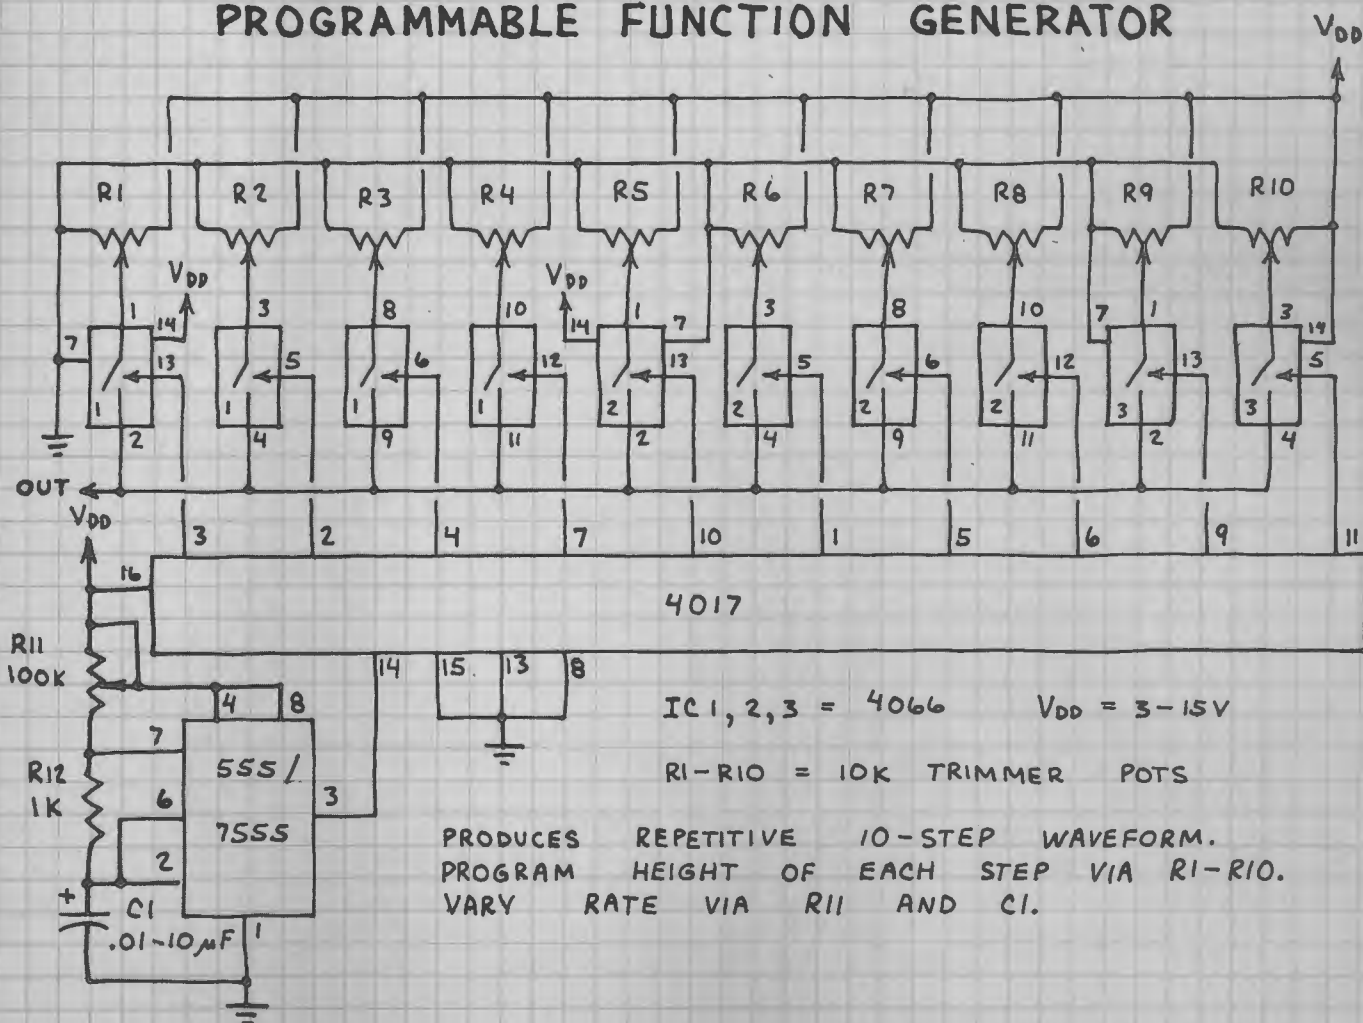 PROGRAMMABLE FUNCTION GENERATOR
VDD
R1 R2 R3 R4 R5 R6 R7 R8 R9 R10
VDD VDD
1 3 8 10 1 3 8 10 1 3
7 14 14 7 7 14
13 5 6 12 13 5 6 12 13 5
1 1 1 1 2 2 2 2 3 3
2 4 9 11 2 4 9 11 2 4
OUT
VDD
3 2 4 7 10 1 5 6 9 11
16
4017
R11
100K
14 15 13 8
4 8
IC 1, 2, 3 = 4066 VDD = 3-15V
7
R12
1K
555/
7555
R1-R10 = 10K TRIMMER POTS
6
3
2
PRODUCES REPETITIVE 10-STEP WAVEFORM.
PROGRAM HEIGHT OF EACH STEP VIA R1-R10.
VARY RATE VIA R11 AND C1.
+
C1
.01-10µF
1